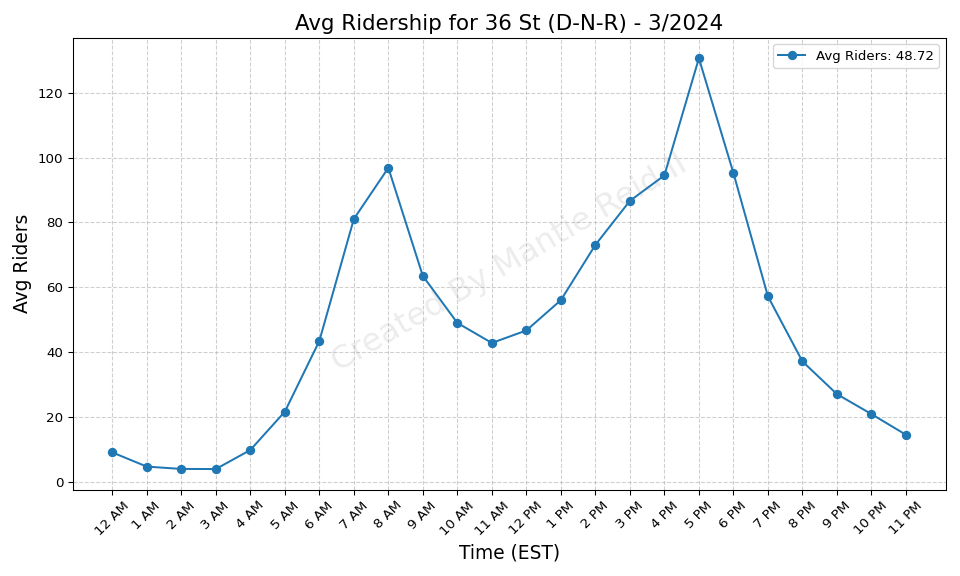 Avg Ridership for 36 St (D-N-R) - 3/2024
Avg Riders: 48.72
Avg Riders
120
100
80
60
40
20
0
Created By Mantle Reidal
12 AM
1 AM
2 AM
3 AM
4 AM
5 AM
6 AM
7 AM
8 AM
9 AM
10 AM
11 AM
12 PM
1 PM
2 PM
3 PM
4 PM
5 PM
6 PM
7 PM
8 PM
9 PM
10 PM
11 PM
Time (EST)